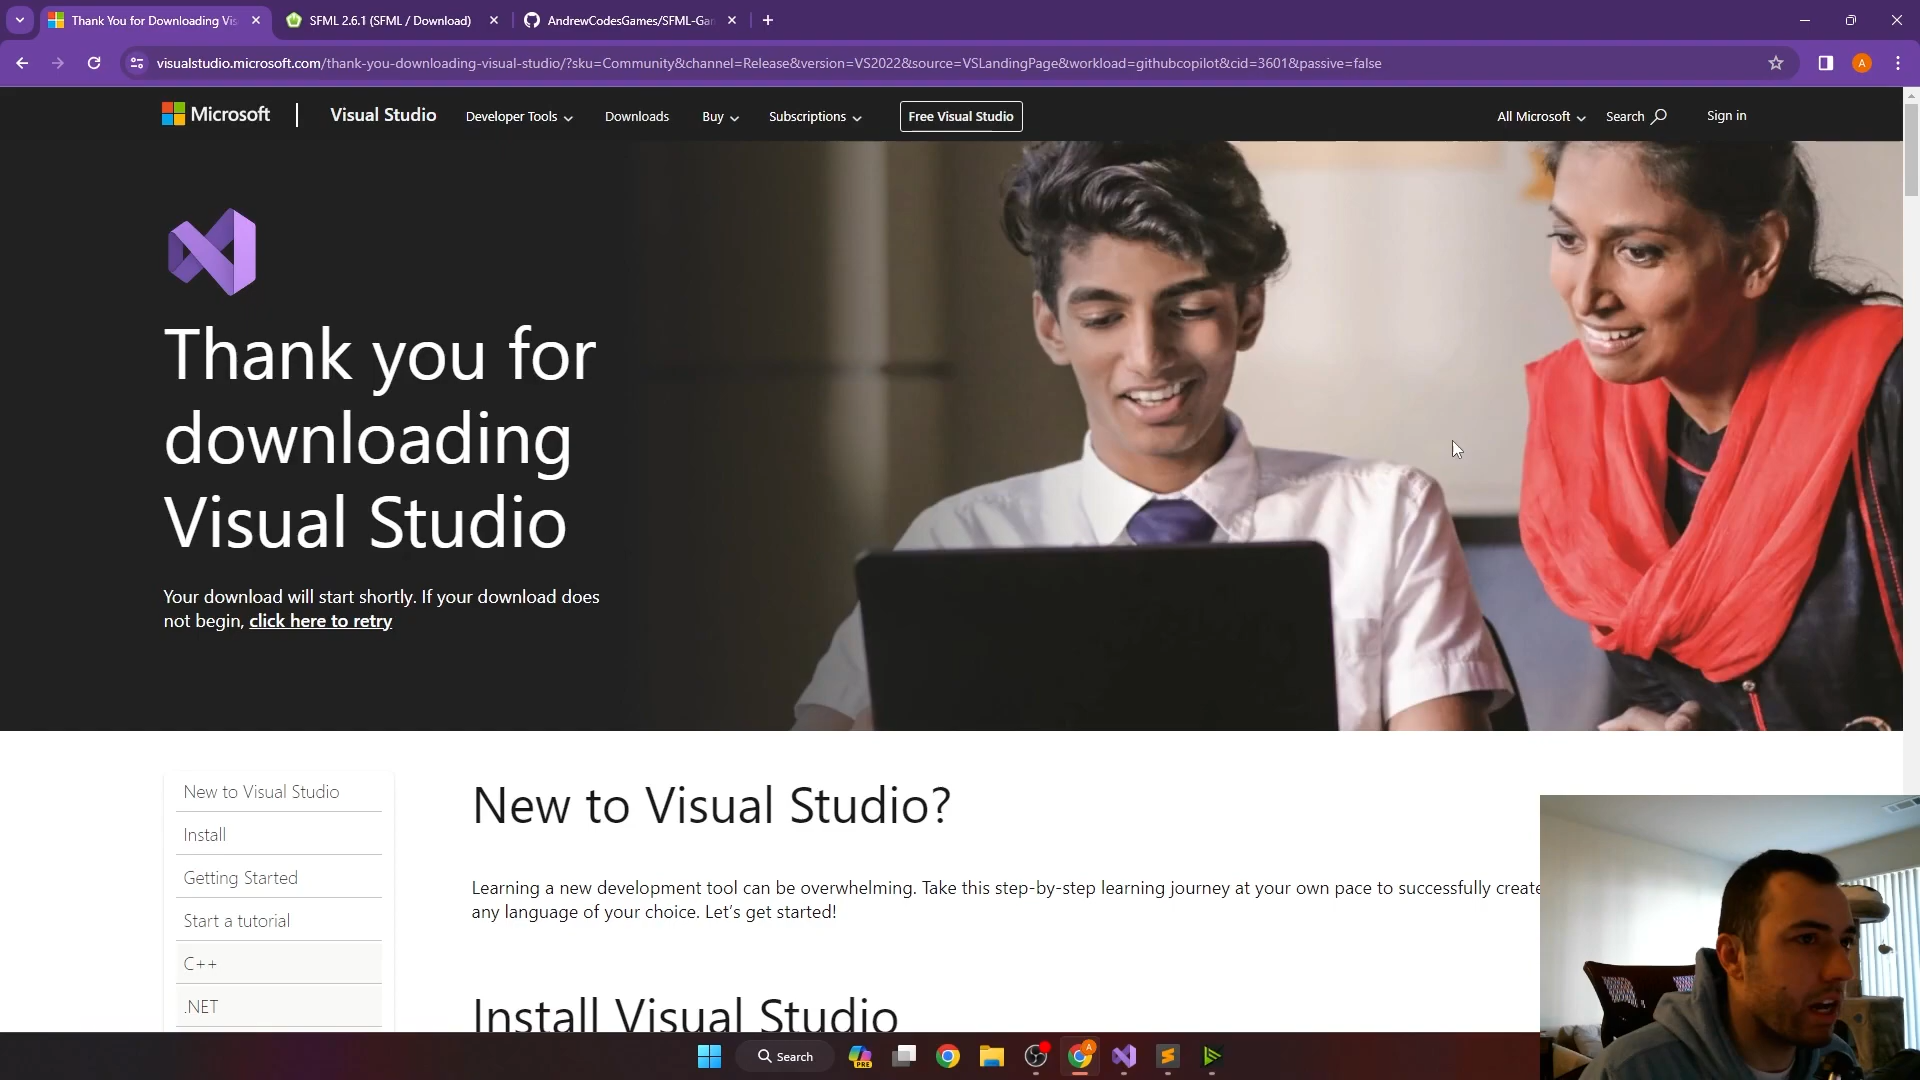 Thank You for Downloading Vis
SFML 2.6.1 (SFML / Download)
AndrewCodesGames/SFML-Gam
visualstudio.microsoft.com/thank-you-downloading-visual-studio/?sku=Community&channel=Release&version=VS2022&source=VSLandingPage&workload=githubcopilot&cid=3601&passive=false
A
Microsoft
Visual Studio
Developer Tools
Downloads
Buy
Subscriptions
Free Visual Studio
All Microsoft
Search
Sign in
Thank you for
downloading
Visual Studio
Your download will start shortly. If your download does
not begin, click here to retry
New to Visual Studio
Install
Getting Started
Start a tutorial
C++
.NET
New to Visual Studio?
Learning a new development tool can be overwhelming. Take this step-by-step learning journey at your own pace to successfully create
any language of your choice. Let's get started!
Install Visual Studio
Search
PRE
A